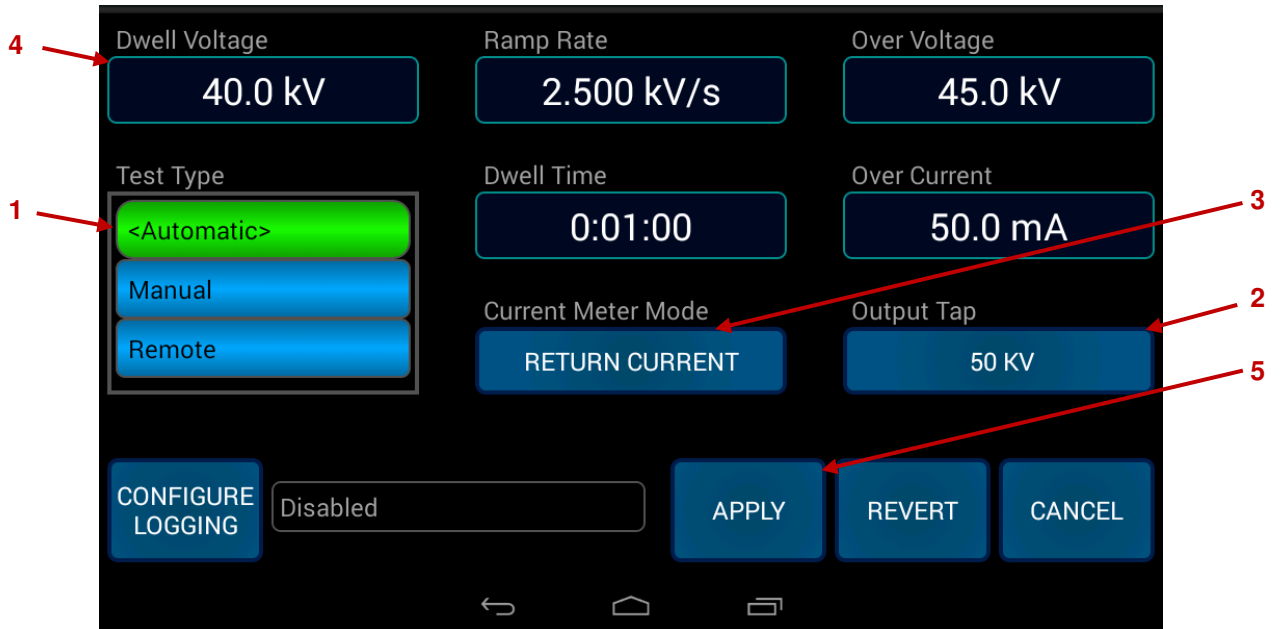 4
Dwell Voltage
Ramp Rate
Over Voltage
40.0 kV
2.500 kV/s
45.0 kV
Test Type
Dwell Time
Over Current
1
<Automatic>
0:01:00
50.0 mA
3
Manual
Current Meter Mode
Output Tap
2
Remote
RETURN CURRENT
50 KV
5
CONFIGURE
LOGGING
Disabled
APPLY
REVERT
CANCEL